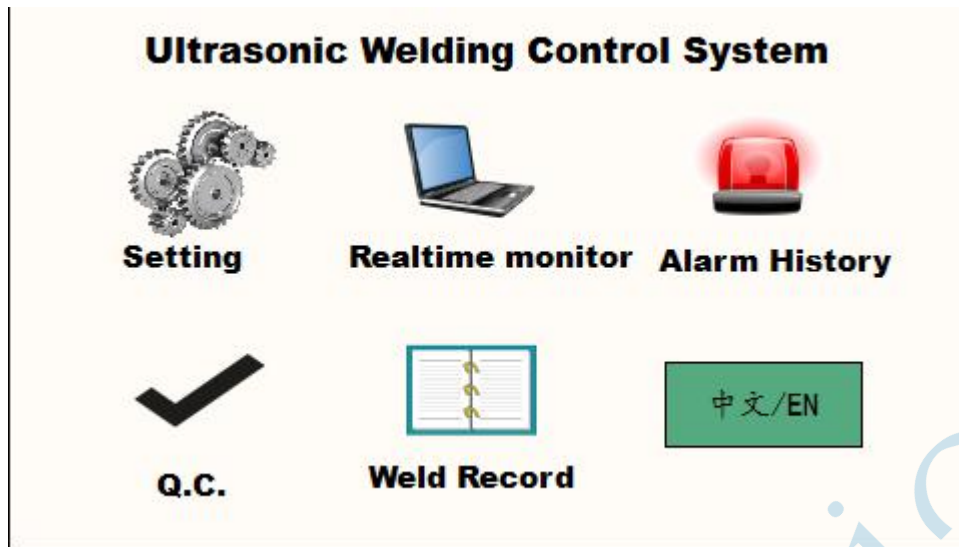 Ultrasonic Welding Control System
Setting
Realtime monitor
Alarm History
中文/EN
Q.C.
Weld Record